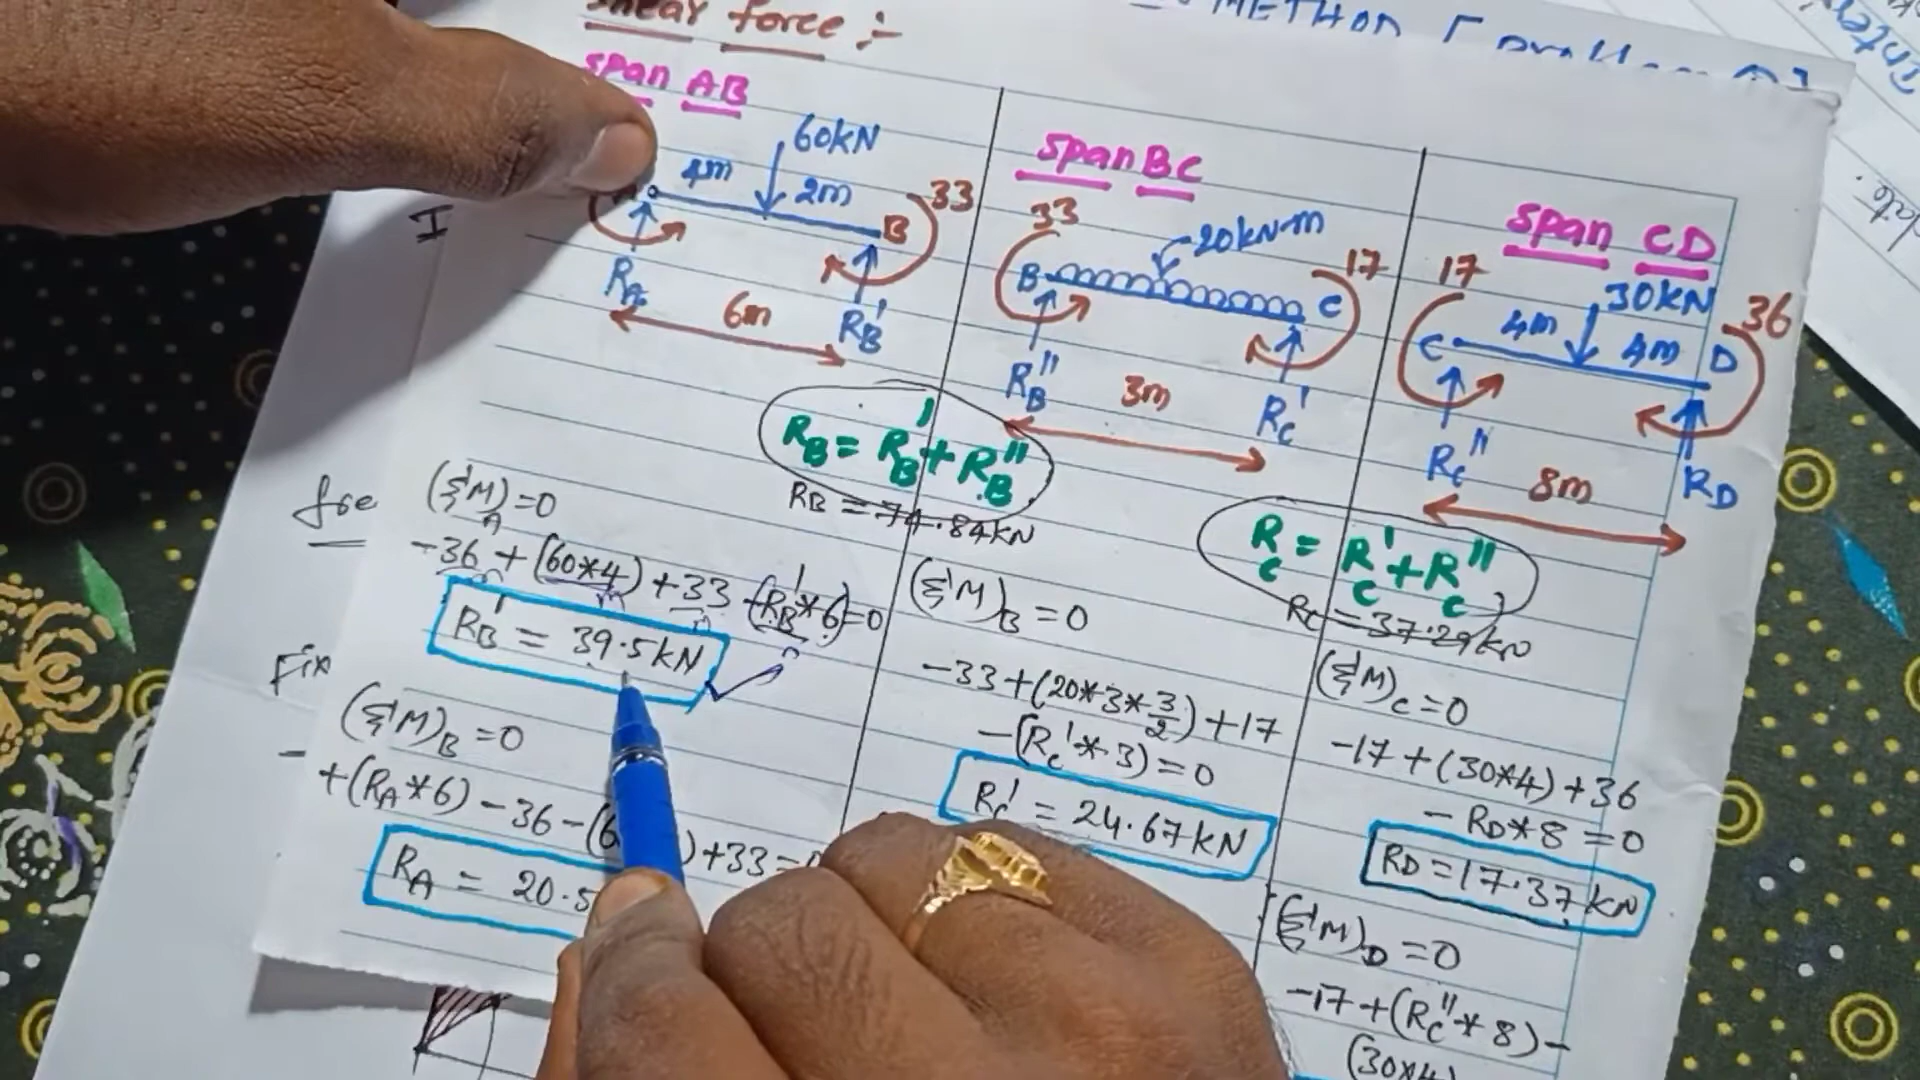 shear force :-
span AB
60kN
4m
2m
33
B
RA
RB'
6m
span BC
33
20kN-m
17
B
C
RB''
RC'
3m
span CD
17
30kN
36
4m
4m
C
D
RC''
RD
8m
RB = RB' + RB''
RB = 74.84kN
RC = RC' + RC''
RC = 37.29kN
(ΣM)A = 0
-36 + (60*4) + 33 - (RB'*6) = 0
RB' = 39.5kN
(ΣM)B = 0
+(RA*6) - 36 - (6 ) + 33 =
RA = 20.5
(ΣM)B = 0
-33 + (20*3*3/2) + 17
-(RC'*3) = 0
RC' = 24.67kN
(ΣM)C = 0
-17 + (30*4) + 36
- RD*8 = 0
RD = 17.37kN
(ΣM)D = 0
-17 + (RC''*8) -
(30*4)
I
free
Fix
METHOD